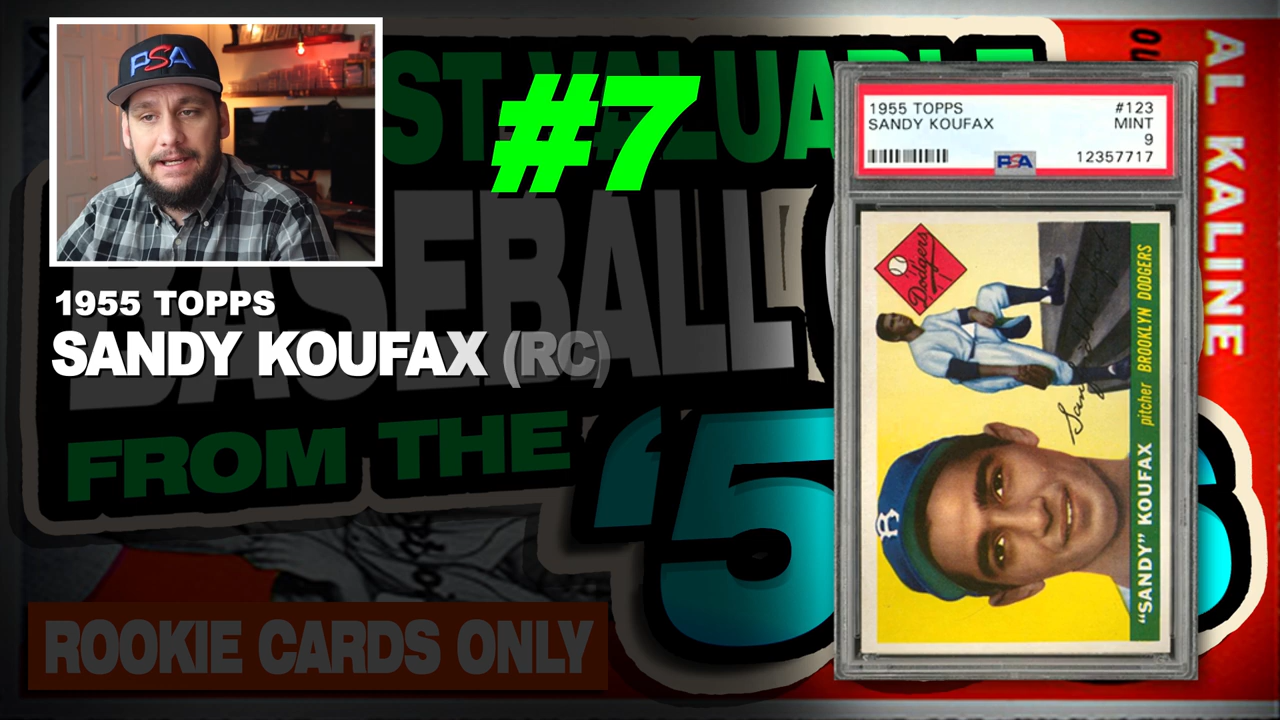 PSA
#7
ST VALUABLE
BASEBALL
FROM THE
'5
ROOKIE CARDS ONLY
1955 TOPPS
SANDY KOUFAX (RC)
1955 TOPPS #123
SANDY KOUFAX MINT
9
PSA 12357717
Dodgers
"SANDY" KOUFAX pitcher BROOKLYN DODGERS
B
AL KALINE